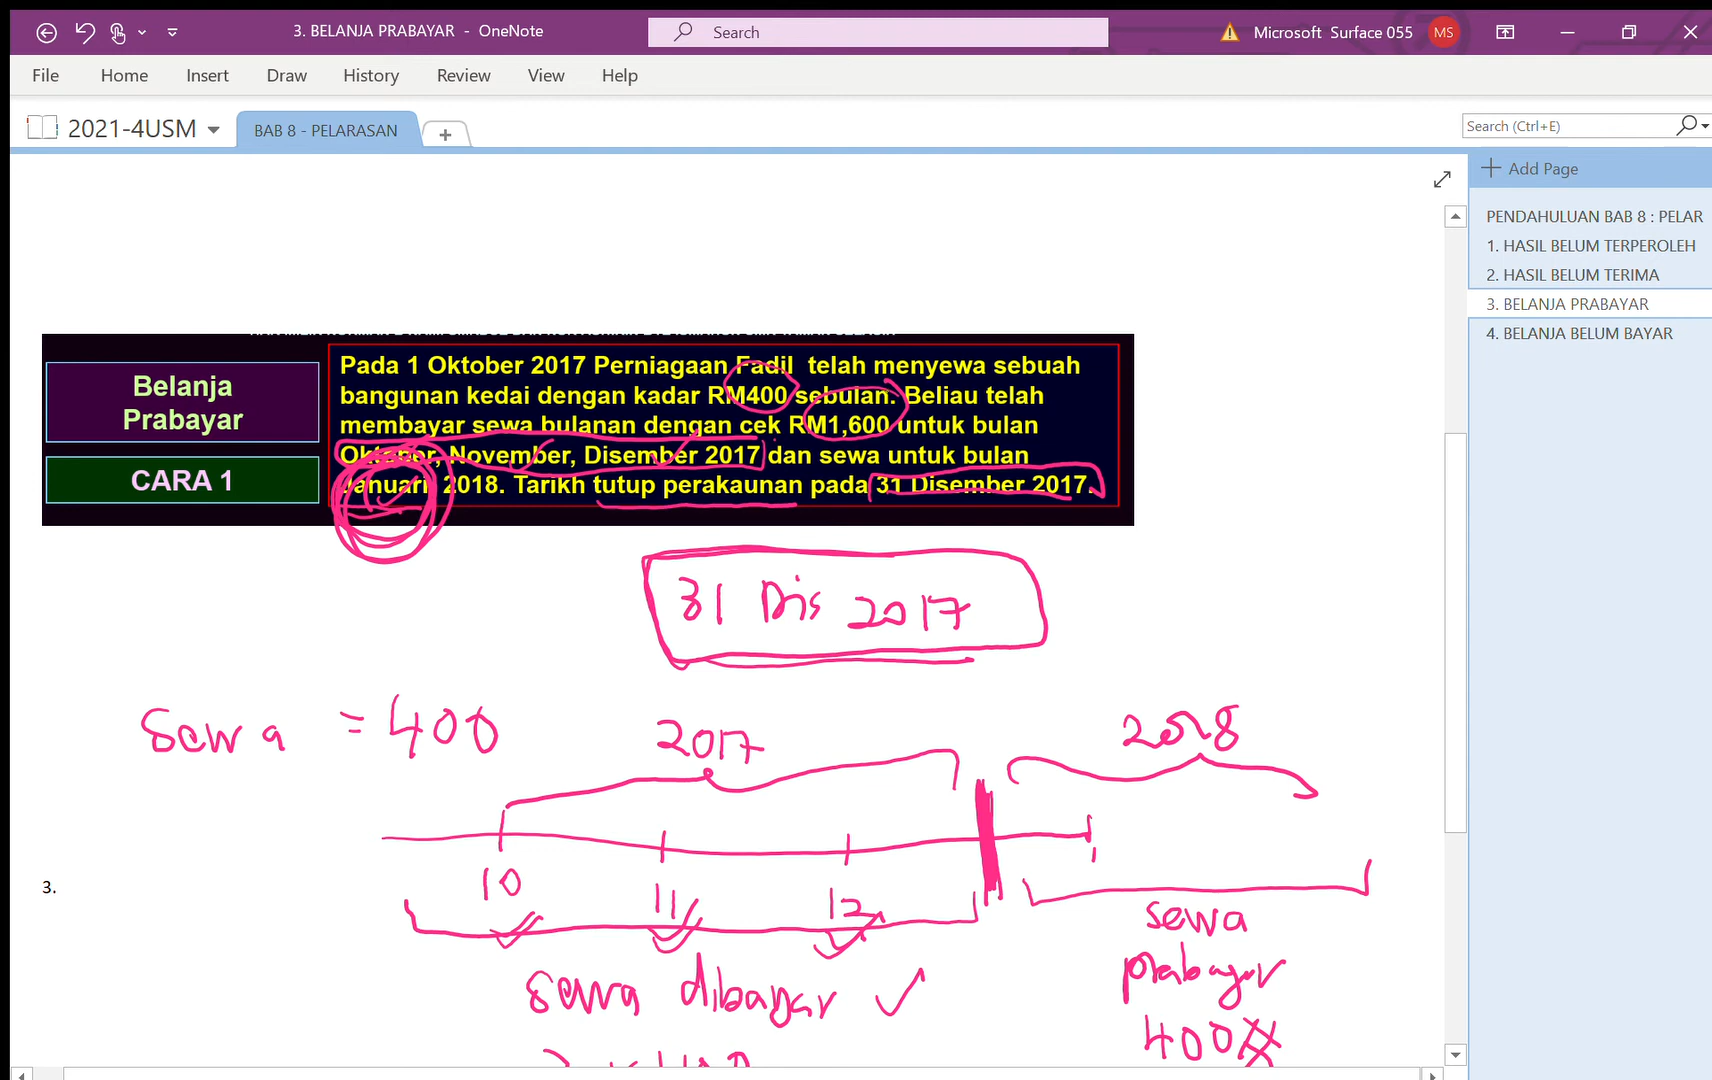 3. BELANJA PRABAYAR - OneNote
Search
Microsoft Surface 055
MS
File Home Insert Draw History Review View Help
2021-4USM
BAB 8 - PELARASAN
+
Search (Ctrl+E)
Add Page
PENDAHULUAN BAB 8 : PELAR
1. HASIL BELUM TERPEROLEH
2. HASIL BELUM TERIMA
3. BELANJA PRABAYAR
4. BELANJA BELUM BAYAR
Belanja
Prabayar
CARA 1
Pada 1 Oktober 2017 Perniagaan Fadil telah menyewa sebuah
bangunan kedai dengan kadar RM400 sebulan. Beliau telah
membayar sewa bulanan dengan cek RM1,600 untuk bulan
Oktober, November, Disember 2017 dan sewa untuk bulan
Januari 2018. Tarikh tutup perakaunan pada 31 Disember 2017.
31 Dis 2017
Sewa = 400
2017
2018
10 11 12 1
3.
sewa dibayar ✓
sewa
prabayar
400